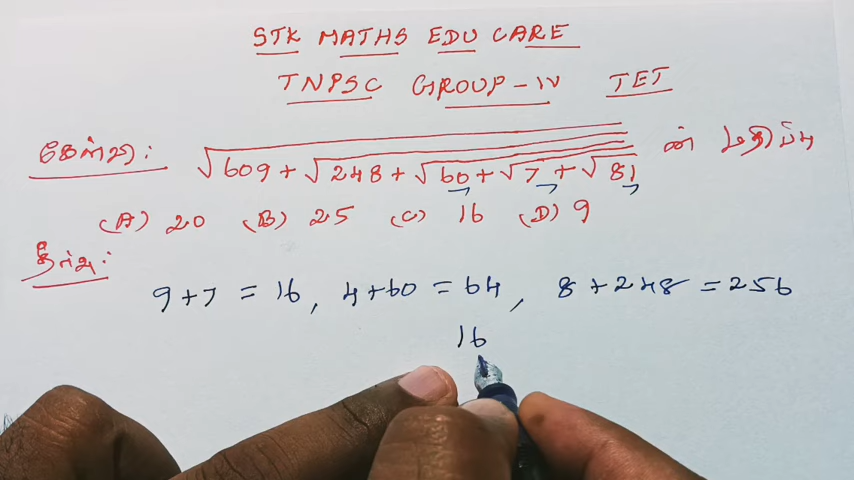 STK MATHS EDU CARE
TNPSC GROUP-IV TET
கேள்வி: √609+√248+√60+√7+√81 ன் மதிப்பு
(A) 20 (B) 25 (C) 16 (D) 9
தீர்வு:
9+7 = 16, 4+60 = 64, 8+248 = 256
16